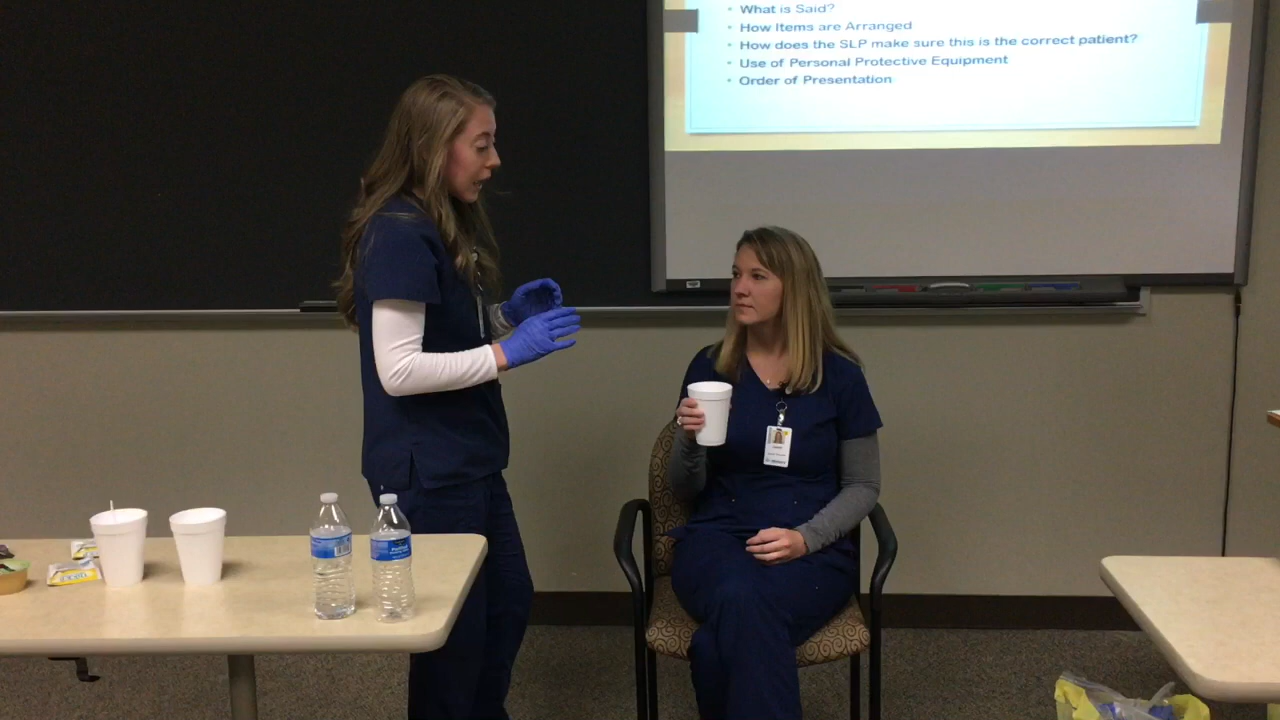 • What is Said?
• How Items are Arranged
• How does the SLP make sure this is the correct patient?
• Use of Personal Protective Equipment
• Order of Presentation